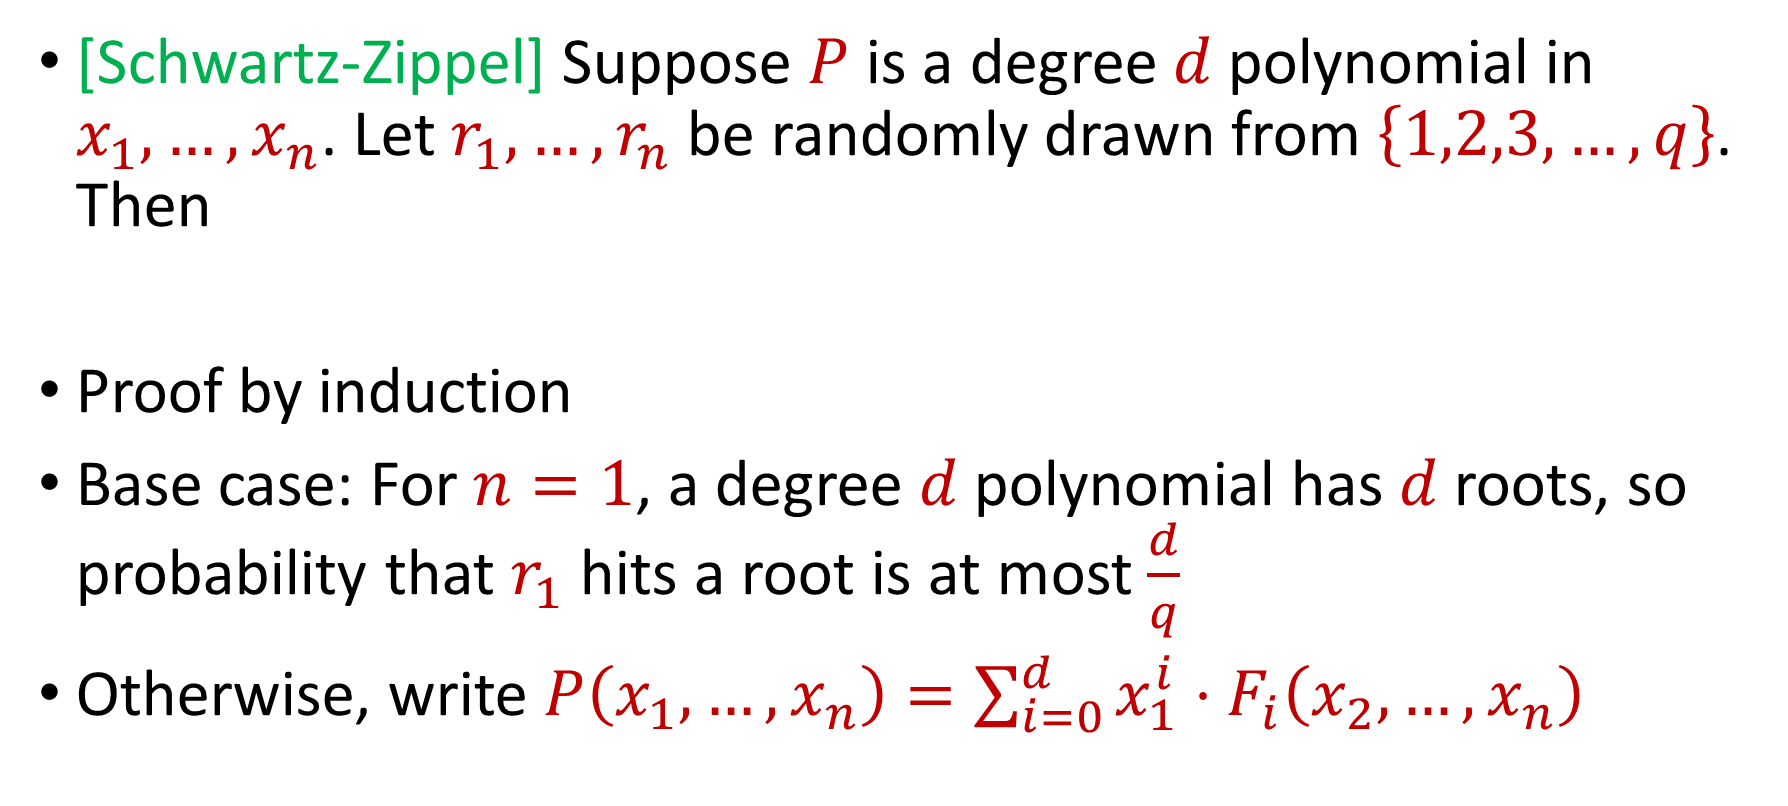 • [Schwartz-Zippel] Suppose P is a degree d polynomial in
x₁, … , xₙ. Let r₁, … , rₙ be randomly drawn from {1,2,3, … , q}.
Then
• Proof by induction
• Base case: For n = 1, a degree d polynomial has d roots, so
probability that r₁ hits a root is at most d/q
• Otherwise, write P(x₁, … , xₙ) = ∑ᵢ₌₀ᵈ x₁ⁱ · Fᵢ(x₂, … , xₙ)